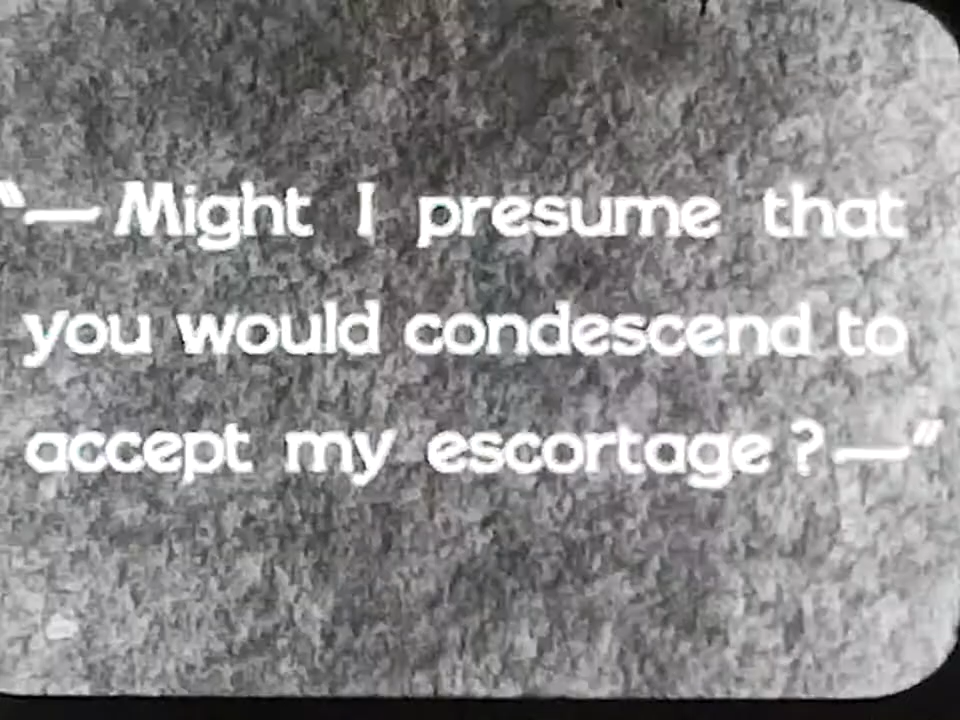 “— Might I presume that
you would condescend to
accept my escortage ? —”